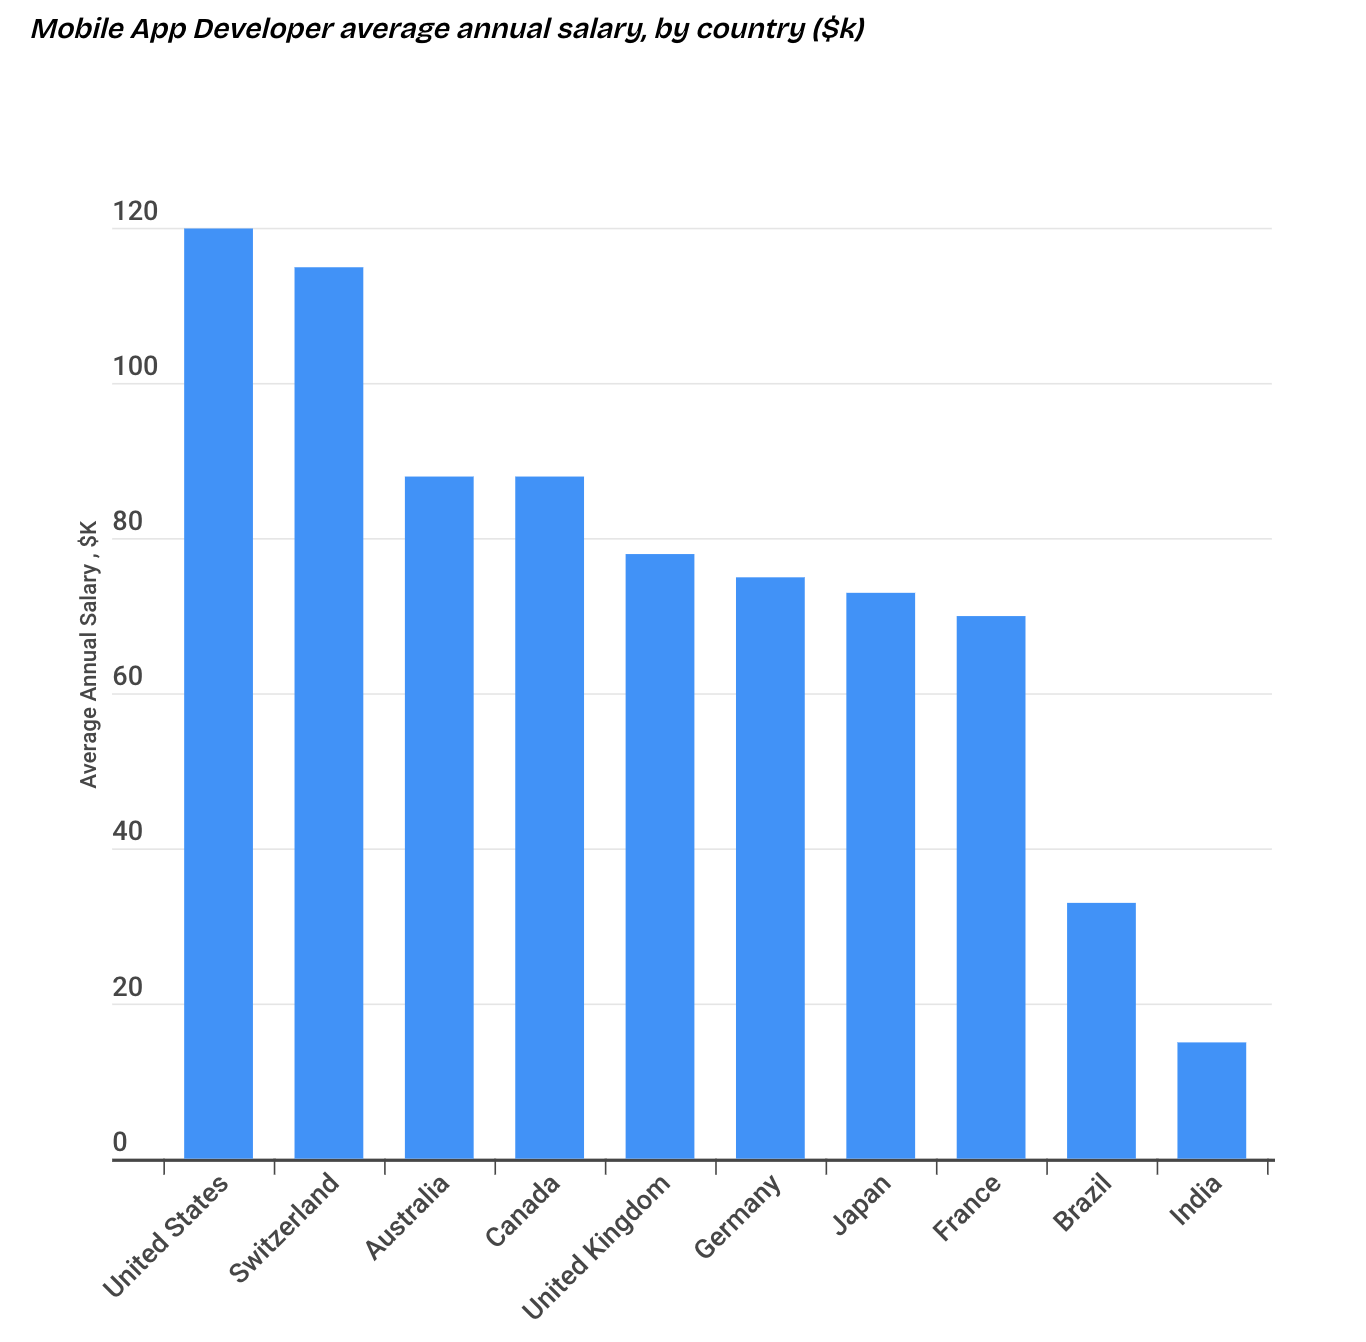 Mobile App Developer average annual salary, by country ($k)
120
100
80
60
40
20
0
Average Annual Salary , $K
United States
Switzerland
Australia
Canada
United Kingdom
Germany
Japan
France
Brazil
India